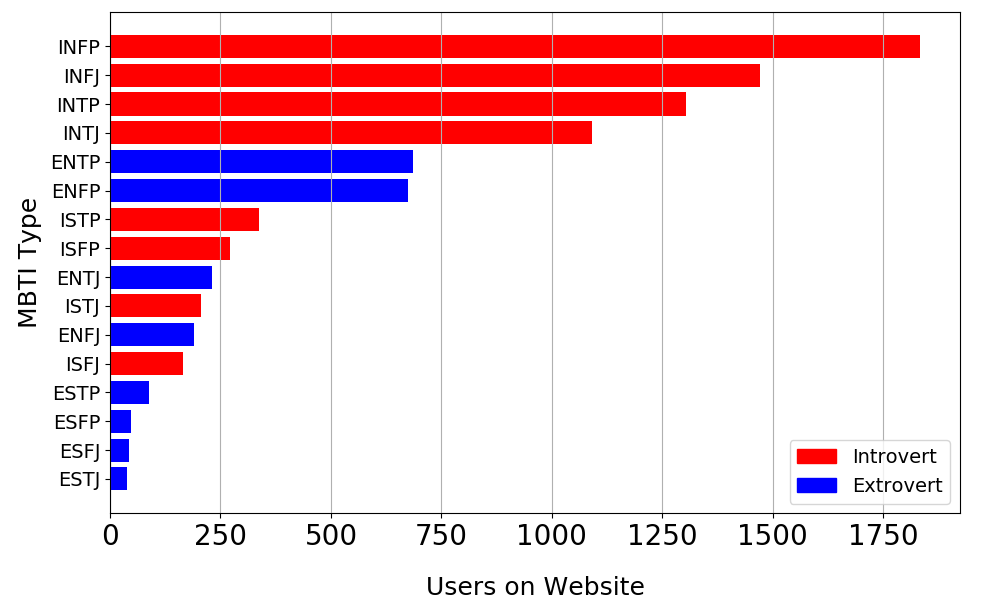 INFP
INFJ
INTP
INTJ
ENTP
ENFP
ISTP
ISFP
ENTJ
ISTJ
ENFJ
ISFJ
ESTP
ESFP
ESFJ
ESTJ
MBTI Type
Introvert
Extrovert
0 250 500 750 1000 1250 1500 1750
Users on Website